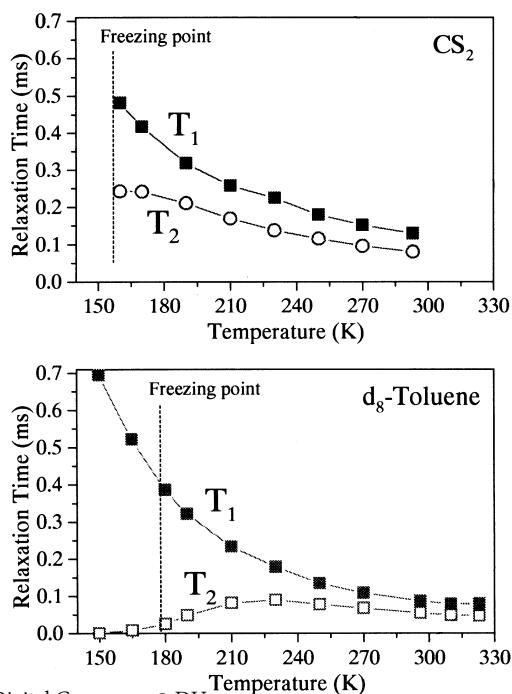 0.7
Freezing point
CS2
0.6
0.5
T1
0.4
0.3
0.2
T2
0.1
0.0
Relaxation Time (ms)
150 180 210 240 270 300 330
Temperature (K)
0.7
Freezing point
d8-Toluene
0.6
0.5
0.4
T1
0.3
0.2
T2
0.1
0.0
Relaxation Time (ms)
150 180 210 240 270 300 330
Temperature (K)